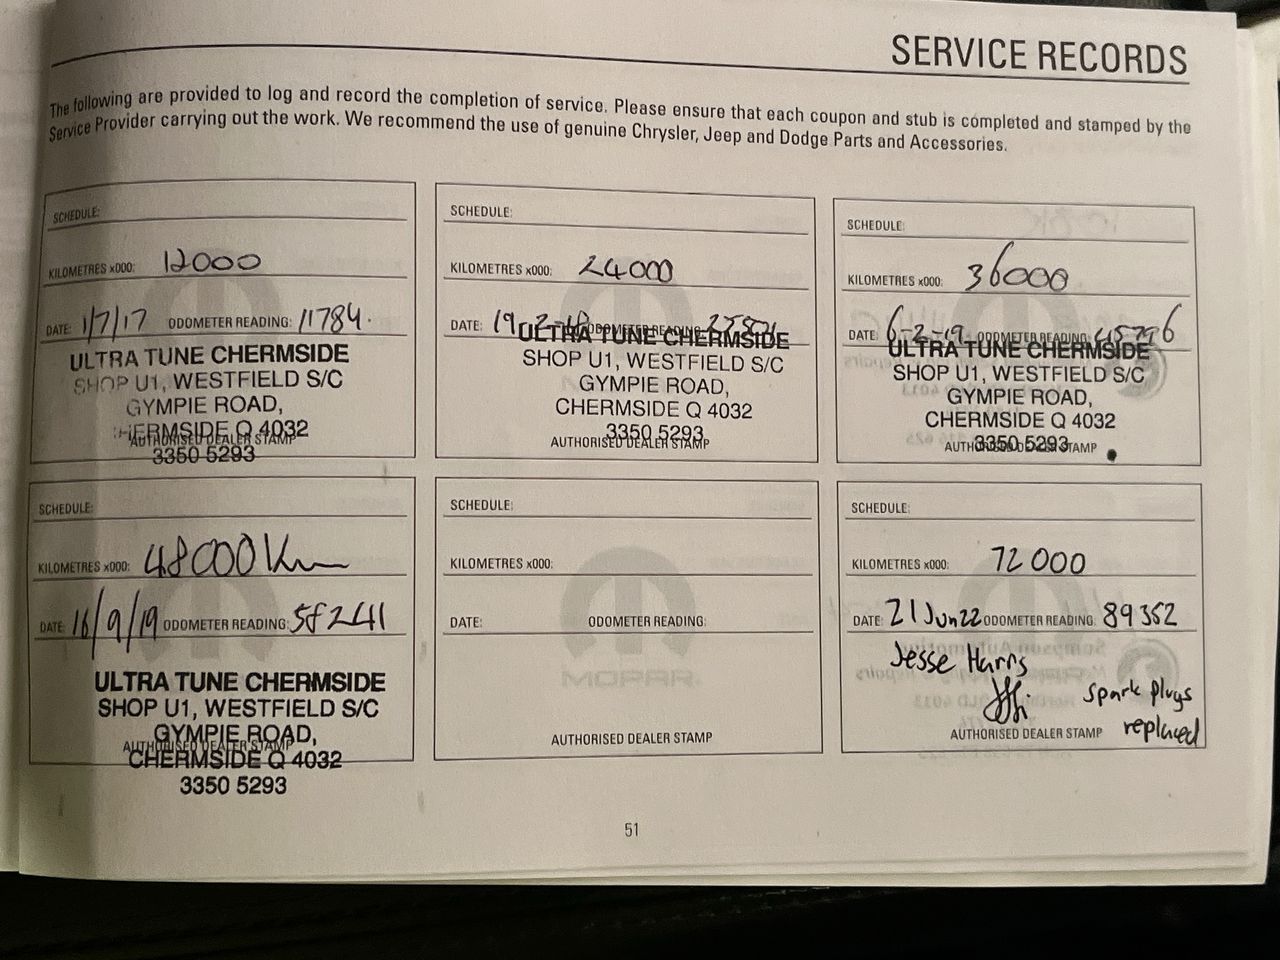 SERVICE RECORDS
The following are provided to log and record the completion of service. Please ensure that each coupon and stub is completed and stamped by the
Service Provider carrying out the work. We recommend the use of genuine Chrysler, Jeep and Dodge Parts and Accessories.
SCHEDULE:
KILOMETRES x000: 12000
DATE: 1/7/17 ODOMETER READING: 11784.
ULTRA TUNE CHERMSIDE
SHOP U1, WESTFIELD S/C
GYMPIE ROAD,
CHERMSIDE Q 4032
AUTHORISED DEALER STAMP
3350 5293
SCHEDULE:
KILOMETRES x000: 24000
DATE: ODOMETER READING:
ULTRA TUNE CHERMSIDE
SHOP U1, WESTFIELD S/C
GYMPIE ROAD,
CHERMSIDE Q 4032
3350 5293
AUTHORISED DEALER STAMP
SCHEDULE:
KILOMETRES x000: 36000
DATE: 6-2-19 ODOMETER READING:
ULTRA TUNE CHERMSIDE
SHOP U1, WESTFIELD S/C
GYMPIE ROAD,
CHERMSIDE Q 4032
3350 5293
AUTHORISED DEALER STAMP
SCHEDULE:
KILOMETRES x000: 48000 Km
DATE: 16/9/19 ODOMETER READING: 58241
ULTRA TUNE CHERMSIDE
SHOP U1, WESTFIELD S/C
GYMPIE ROAD,
AUTHORISED DEALER STAMP
CHERMSIDE Q 4032
3350 5293
SCHEDULE:
KILOMETRES x000:
DATE: ODOMETER READING:
MOPAR
AUTHORISED DEALER STAMP
SCHEDULE:
KILOMETRES x000: 72000
DATE: 21 Jun 22 ODOMETER READING: 89352
Jesse Harris
spark plugs
replaced
AUTHORISED DEALER STAMP
51